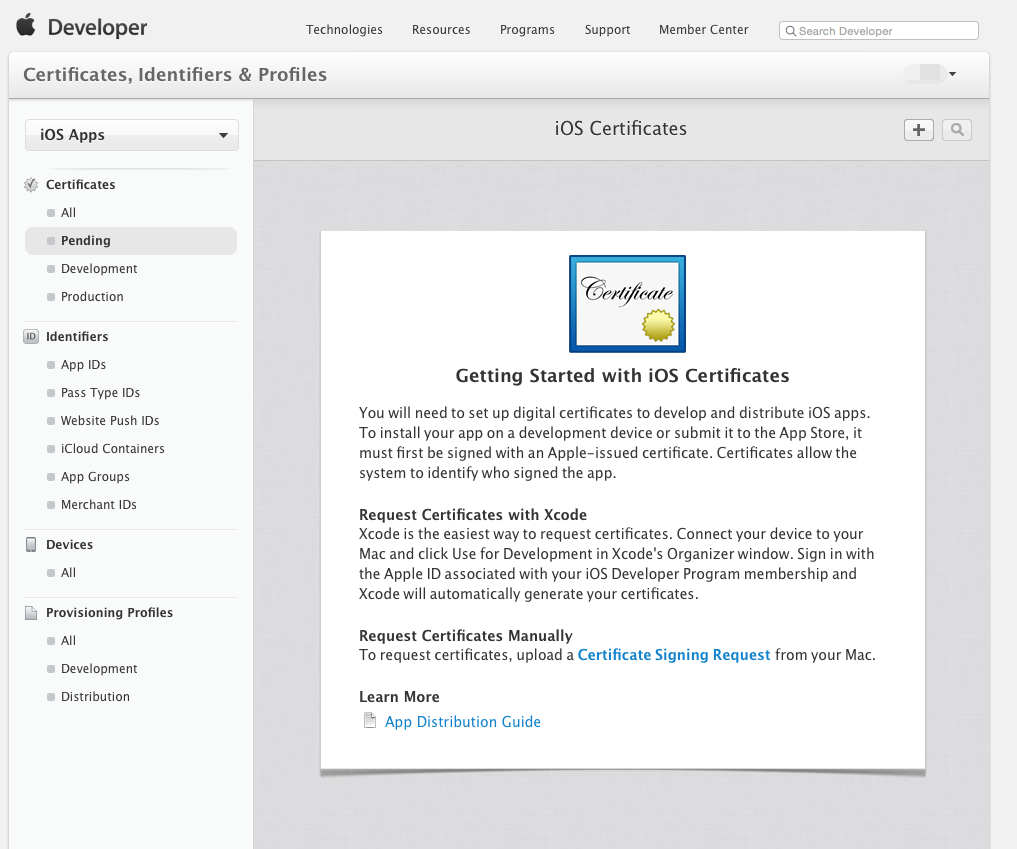 Developer
Technologies Resources Programs Support Member Center
Search Developer
Certificates, Identifiers & Profiles
iOS Apps
Certificates
All
Pending
Development
Production
ID Identifiers
App IDs
Pass Type IDs
Website Push IDs
iCloud Containers
App Groups
Merchant IDs
Devices
All
Provisioning Profiles
All
Development
Distribution
iOS Certificates
Certificate
Getting Started with iOS Certificates
You will need to set up digital certificates to develop and distribute iOS apps.
To install your app on a development device or submit it to the App Store, it
must first be signed with an Apple-issued certificate. Certificates allow the
system to identify who signed the app.
Request Certificates with Xcode
Xcode is the easiest way to request certificates. Connect your device to your
Mac and click Use for Development in Xcode's Organizer window. Sign in with
the Apple ID associated with your iOS Developer Program membership and
Xcode will automatically generate your certificates.
Request Certificates Manually
To request certificates, upload a Certificate Signing Request from your Mac.
Learn More
App Distribution Guide